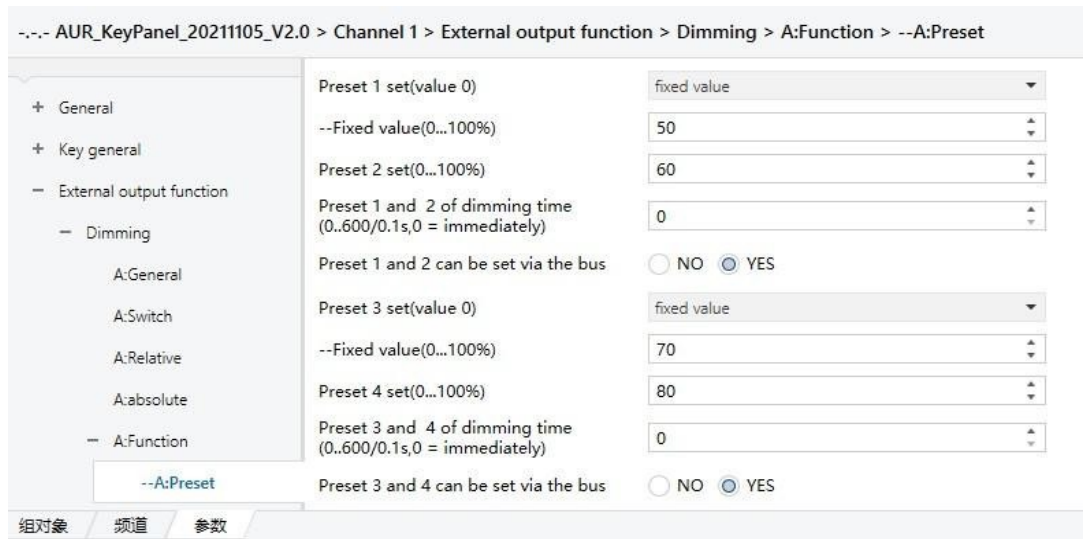 -.-.- AUR_KeyPanel_20211105_V2.0 > Channel 1 > External output function > Dimming > A:Function > --A:Preset
+ General
+ Key general
− External output function
− Dimming
A:General
A:Switch
A:Relative
A:absolute
− A:Function
--A:Preset
Preset 1 set(value 0) fixed value
--Fixed value(0...100%) 50
Preset 2 set(0...100%) 60
Preset 1 and 2 of dimming time
(0..600/0.1s,0 = immediately) 0
Preset 1 and 2 can be set via the bus NO YES
Preset 3 set(value 0) fixed value
--Fixed value(0...100%) 70
Preset 4 set(0...100%) 80
Preset 3 and 4 of dimming time
(0..600/0.1s,0 = immediately) 0
Preset 3 and 4 can be set via the bus NO YES
组对象 频道 参数